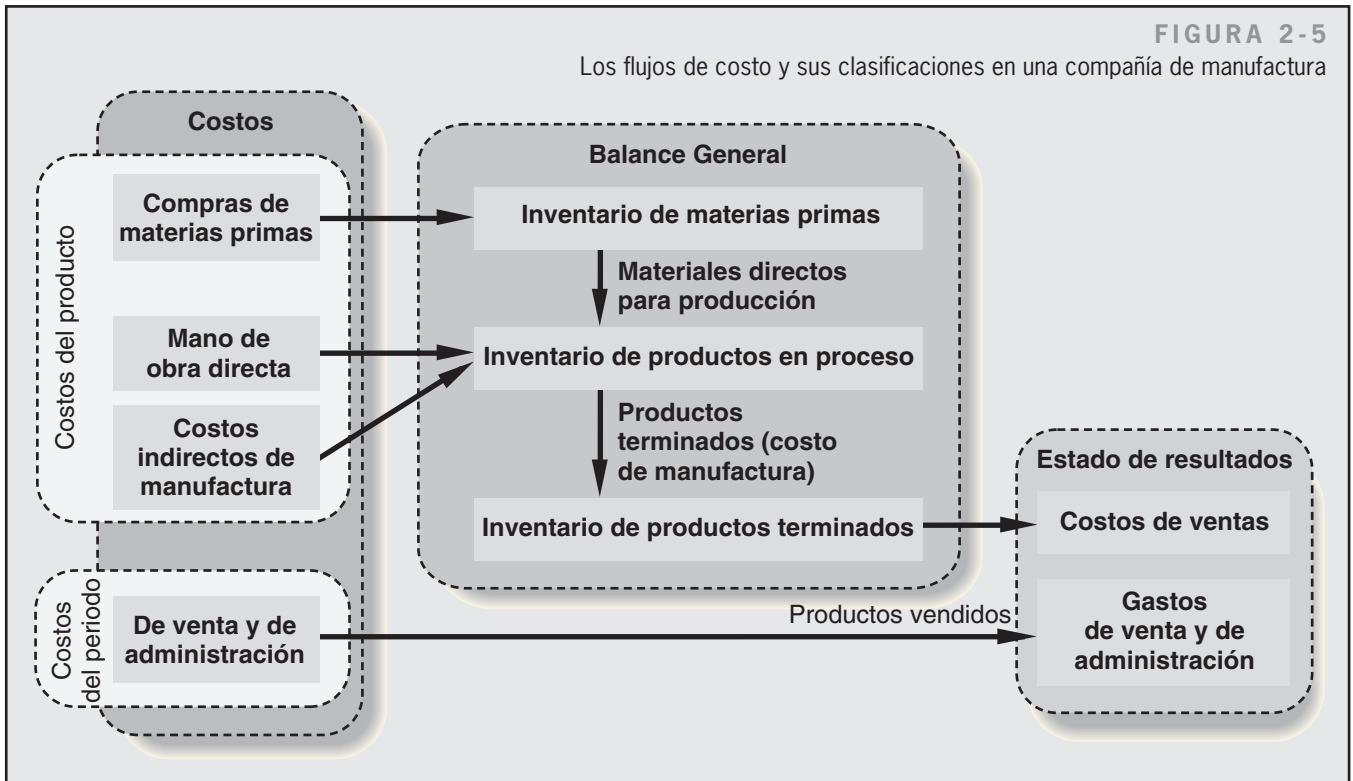 FIGURA 2-5
Los flujos de costo y sus clasificaciones en una compañía de manufactura
Costos
Costos del producto
Compras de
materias primas
Mano de
obra directa
Costos
indirectos de
manufactura
Costos
del periodo
De venta y de
administración
Balance General
Inventario de materias primas
Materiales directos
para producción
Inventario de productos en proceso
Productos
terminados (costo
de manufactura)
Inventario de productos terminados
Productos vendidos
Estado de resultados
Costos de ventas
Gastos
de venta y de
administración